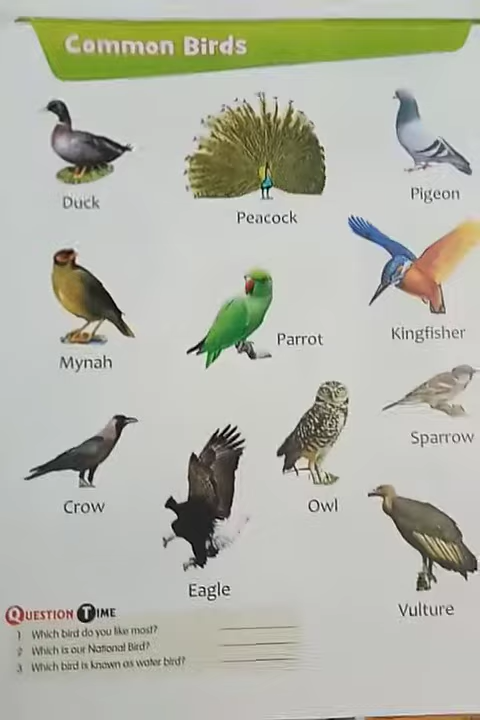 Common Birds
Duck
Peacock
Pigeon
Mynah
Parrot
Kingfisher
Sparrow
Crow
Owl
Eagle
Vulture
QUESTION TIME
1 Which bird do you like most?
2 Which is our National Bird?
3 Which bird is known as water bird?